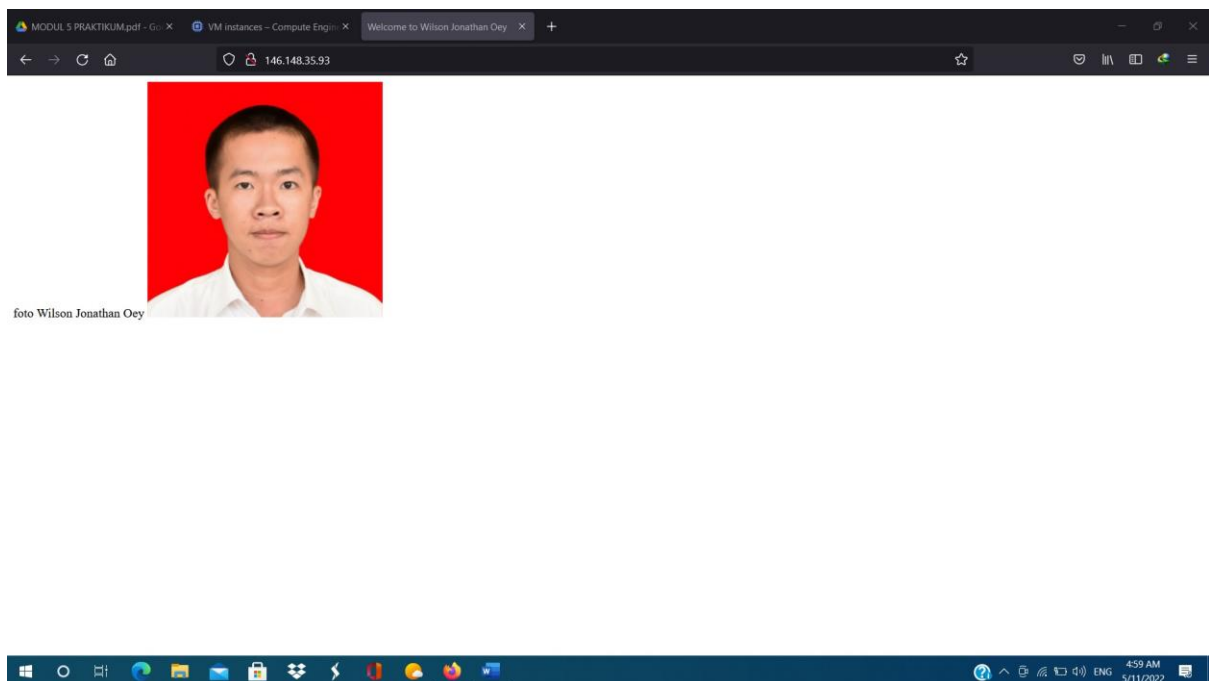 MODUL 5 PRAKTIKUM.pdf - Go
VM instances – Compute Engin
Welcome to Wilson Jonathan Oey
146.148.35.93
foto Wilson Jonathan Oey
ENG
4:59 AM
5/11/2022